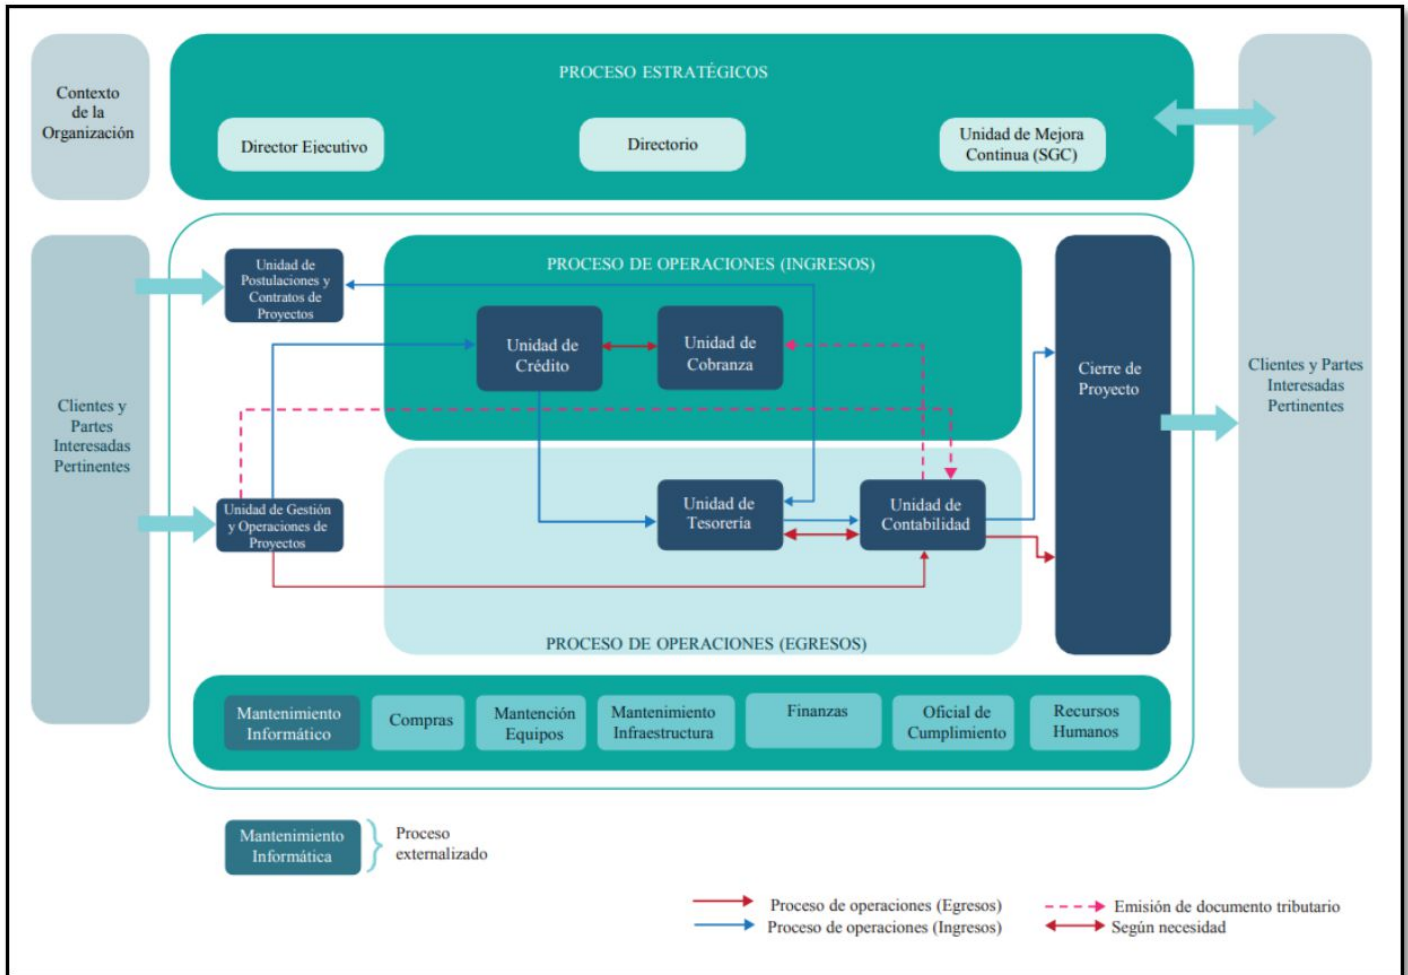 Contexto
de la
Organización
PROCESO ESTRATÉGICOS
Director Ejecutivo
Directorio
Unidad de Mejora
Continua (SGC)
Clientes y
Partes
Interesadas
Pertinentes
Unidad de
Postulaciones y
Contratos de
Proyectos
PROCESO DE OPERACIONES (INGRESOS)
Unidad de
Crédito
Unidad de
Cobranza
Cierre de
Proyecto
Clientes y Partes
Interesadas
Pertinentes
Unidad de Gestión
y Operaciones de
Proyectos
Unidad de
Tesorería
Unidad de
Contabilidad
PROCESO DE OPERACIONES (EGRESOS)
Mantenimiento
Informático
Compras
Mantención
Equipos
Mantenimiento
Infraestructura
Finanzas
Oficial de
Cumplimiento
Recursos
Humanos
Mantenimiento
Informática
Proceso
externalizado
Proceso de operaciones (Egresos)
Proceso de operaciones (Ingresos)
Emisión de documento tributario
Según necesidad